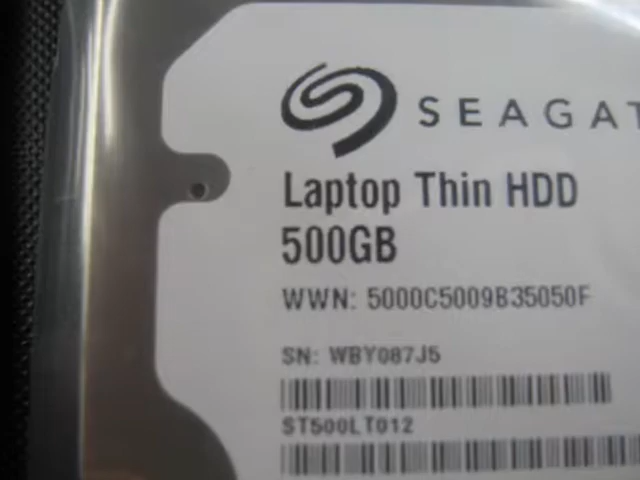 SEAGAT
Laptop Thin HDD
500GB
WWN: 5000C5009B35050F
SN: WBY087J5
ST500LT012